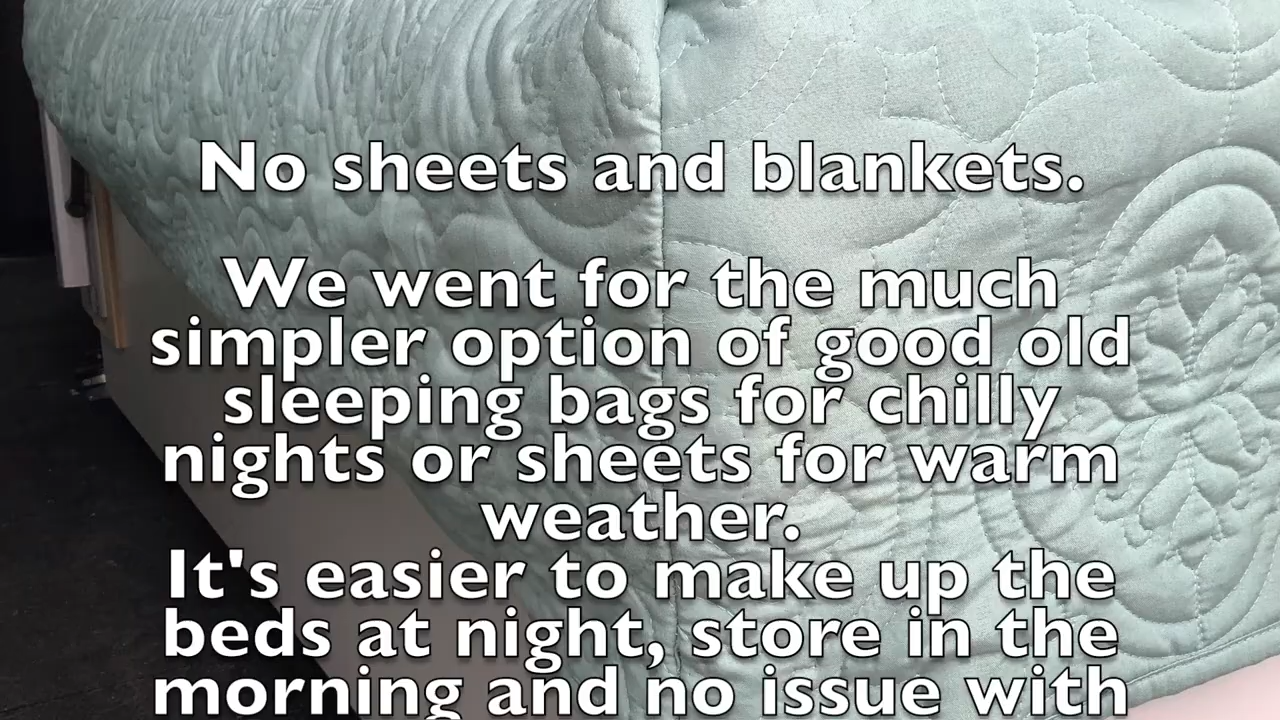 No sheets and blankets.
We went for the much
simpler option of good old
sleeping bags for chilly
nights or sheets for warm
weather.
It's easier to make up the
beds at night, store in the
morning and no issue with